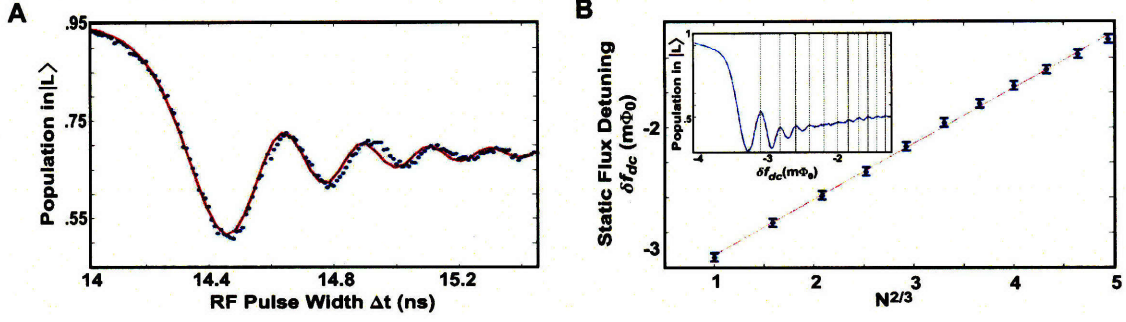 A
.95
.75
.55
Population in|L⟩
14
14.4
14.8
15.2
RF Pulse Width Δt (ns)
B
Static Flux Detuning
δf_dc (mΦ₀)
-2
-3
1
2
3
4
5
N^2/3
1
.5
Population in |L⟩
-4
-3
-2
δf_dc(mΦ₀)